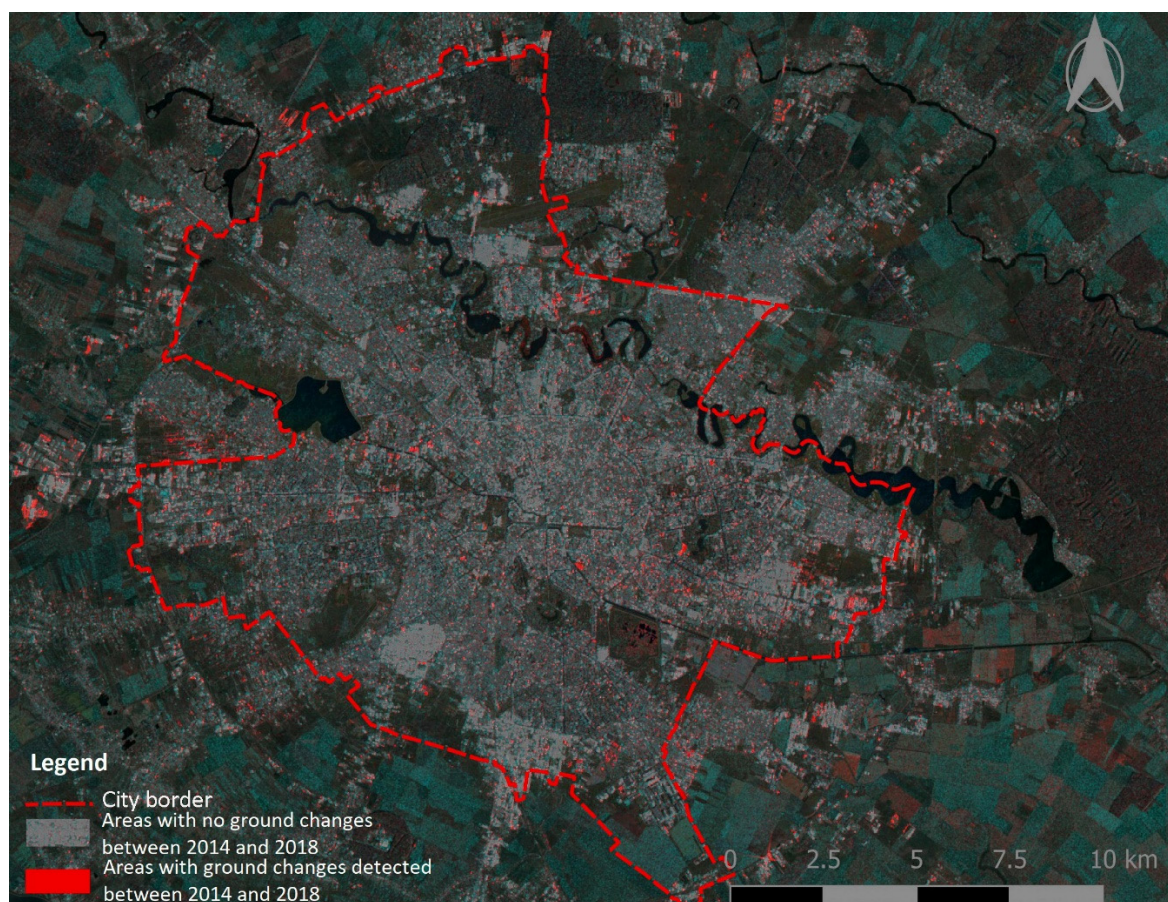 Legend
City border
Areas with no ground changes
between 2014 and 2018
Areas with ground changes detected
between 2014 and 2018
0 2.5 5 7.5 10 km